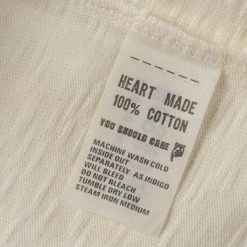 HEART MADE
100% COTTON
YOU SHOULD CARE
MACHINE WASH COLD
INSIDE OUT
SEPARATELY AS INDIGO
WILL BLEED
DO NOT BLEACH
TUMBLE DRY LOW
STEAM IRON MEDIUM